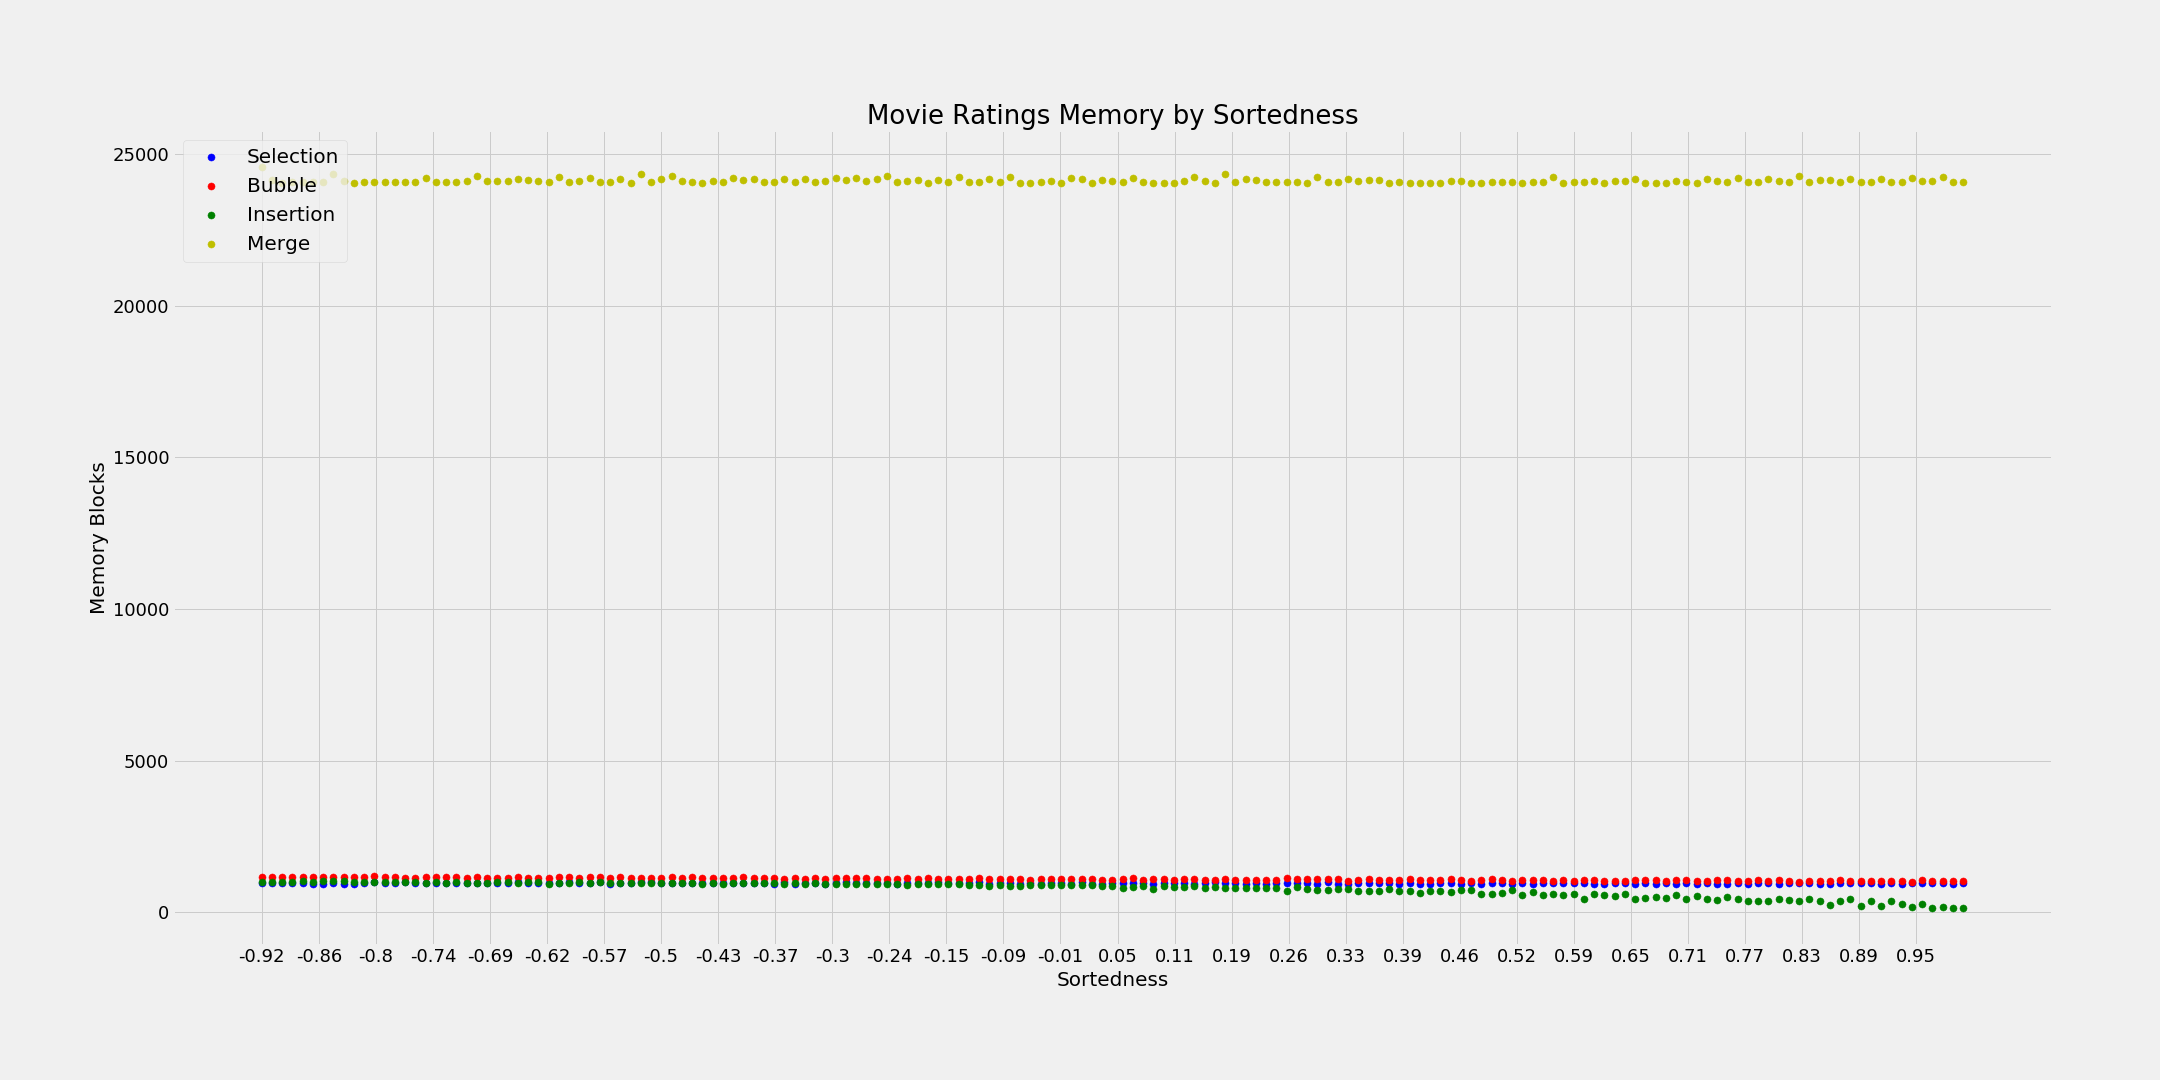 Movie Ratings Memory by Sortedness
Selection
Bubble
Insertion
Merge
25000
20000
15000
10000
5000
0
Memory Blocks
-0.92 -0.86 -0.8 -0.74 -0.69 -0.62 -0.57 -0.5 -0.43 -0.37 -0.3 -0.24 -0.15 -0.09 -0.01 0.05 0.11 0.19 0.26 0.33 0.39 0.46 0.52 0.59 0.65 0.71 0.77 0.83 0.89 0.95
Sortedness